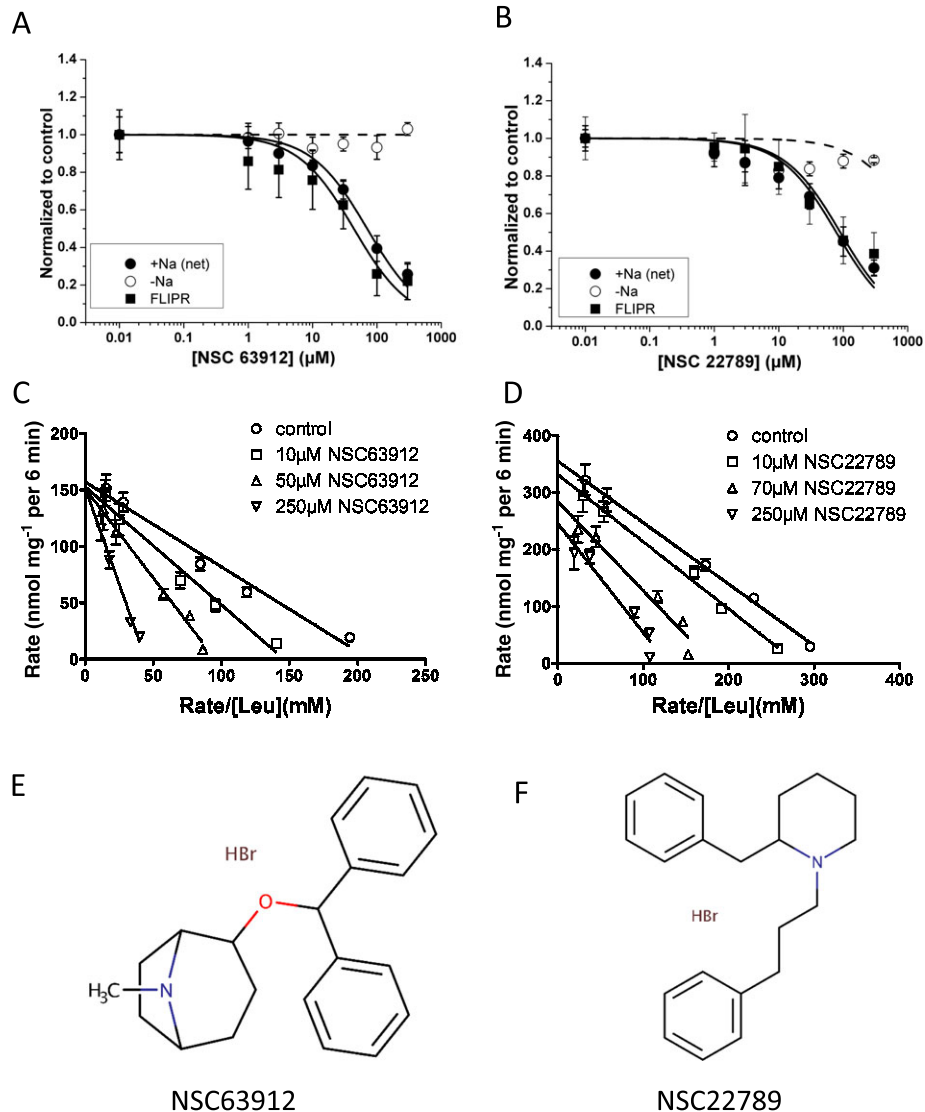 A
B
Normalized to control
1.4
1.2
1.0
0.8
0.6
0.4
0.2
0.0
+Na (net)
-Na
FLIPR
0.01 0.1 1 10 100 1000
[NSC 63912] (µM)
Normalized to control
1.4
1.2
1.0
0.8
0.6
0.4
0.2
0.0
+Na (net)
-Na
FLIPR
0.01 0.1 1 10 100 1000
[NSC 22789] (µM)
C
D
Rate (nmol mg-1 per 6 min)
200
150
100
50
0
control
10µM NSC63912
50µM NSC63912
250µM NSC63912
0 50 100 150 200 250
Rate/[Leu](mM)
Rate (nmol mg-1 per 6 min)
400
300
200
100
0
control
10µM NSC22789
70µM NSC22789
250µM NSC22789
0 100 200 300 400
Rate/[Leu](mM)
E
F
HBr
O
N
H3C
NSC63912
N
HBr
NSC22789